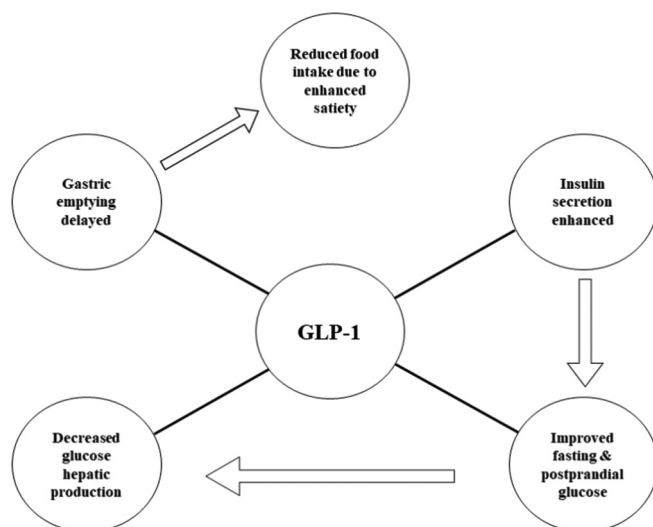 Reduced food
intake due to
enhanced
satiety
Gastric
emptying
delayed
Insulin
secretion
enhanced
GLP-1
Decreased
glucose
hepatic
production
Improved
fasting &
postprandial
glucose